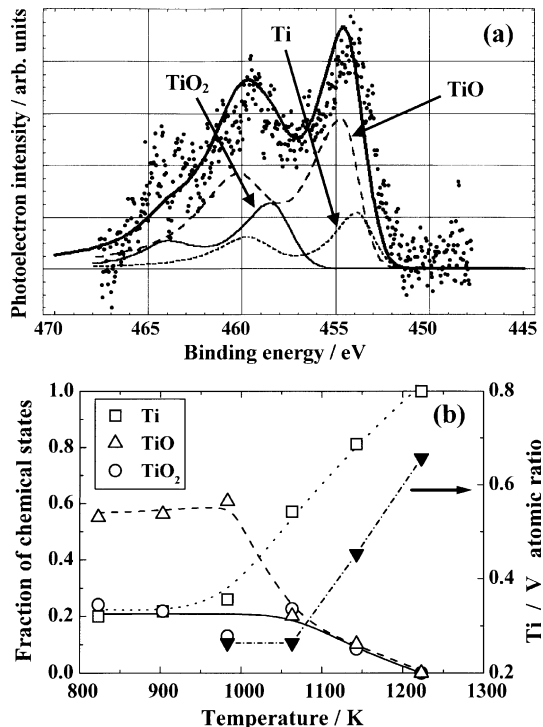 (a)
Ti
TiO2
TiO
Photoelectron intensity / arb. units
470 465 460 455 450 445
Binding energy / eV
(b)
Ti
TiO
TiO2
1.0
0.8
0.6
0.4
0.2
0.0
Fraction of chemical states
0.8
0.6
0.4
0.2
Ti / V atomic ratio
800 900 1000 1100 1200 1300
Temperature / K